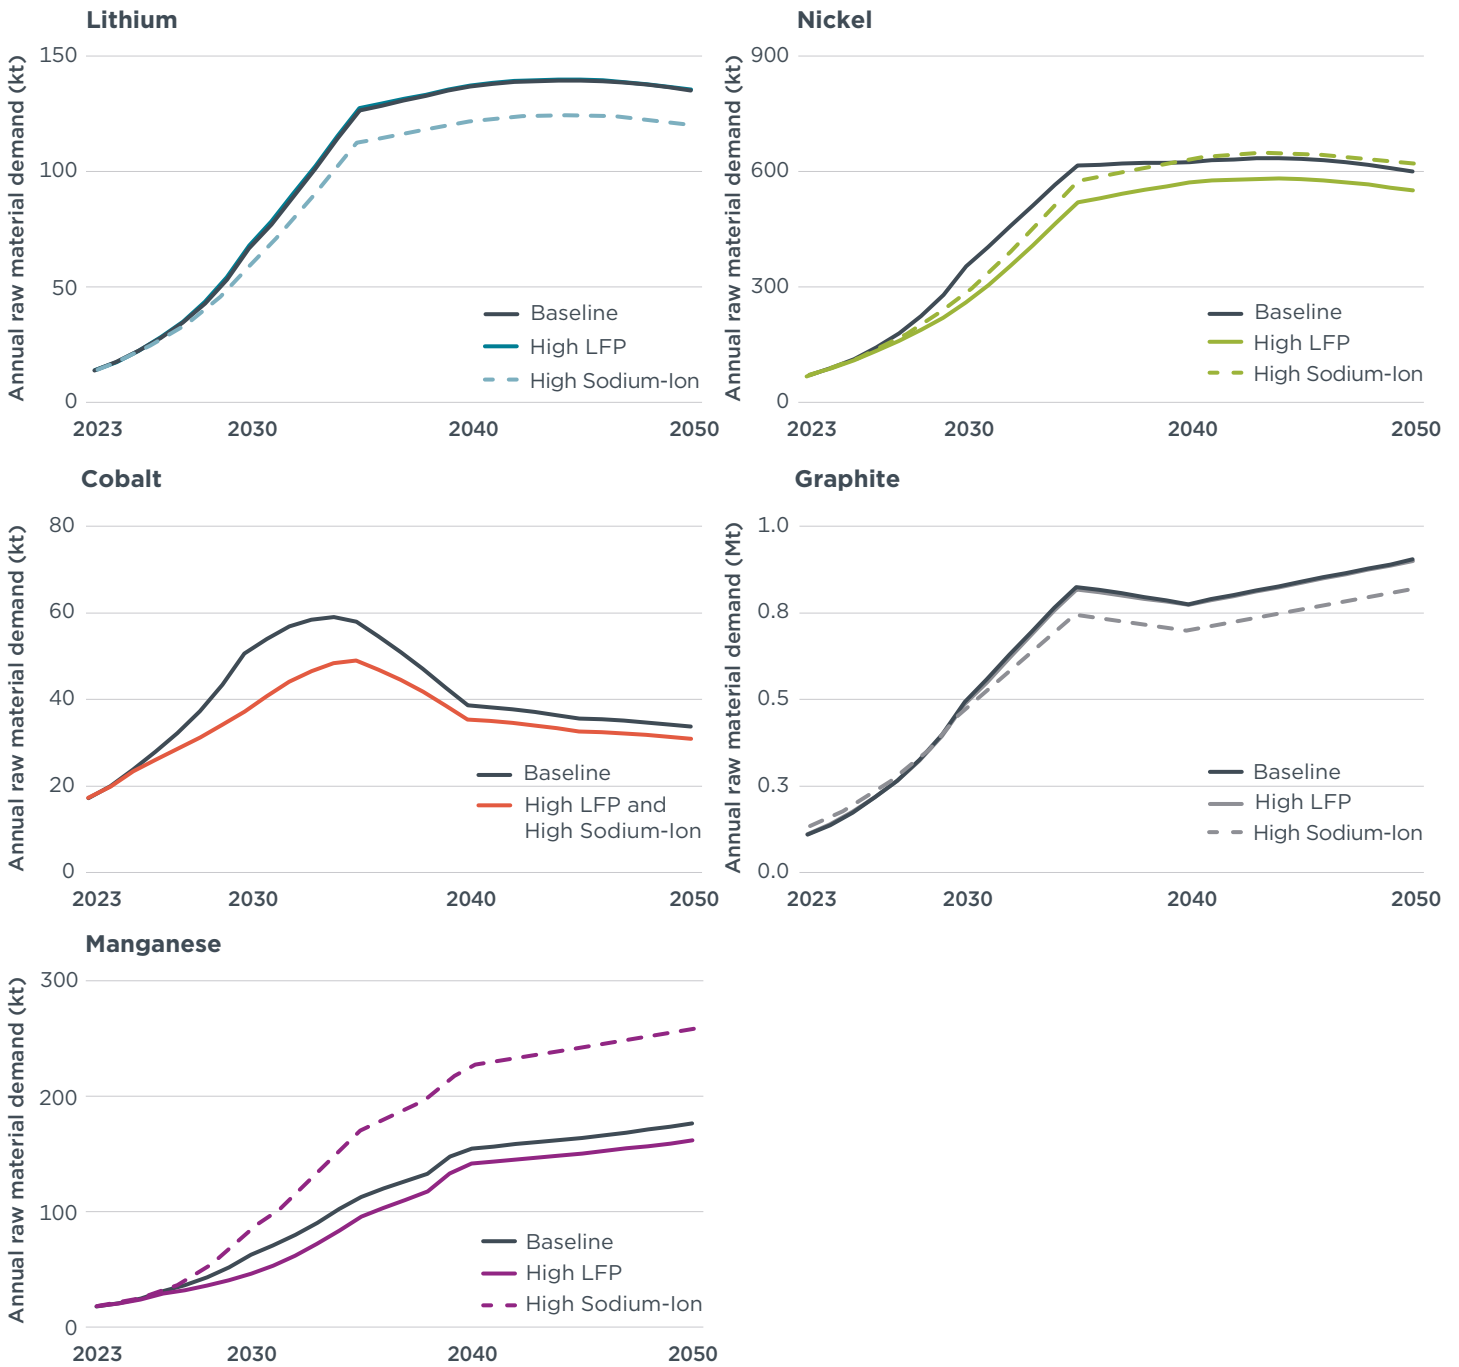 Lithium
Annual raw material demand (kt)
150
100
50
0
2023
2030
2040
2050
Baseline
High LFP
High Sodium-Ion
Nickel
Annual raw material demand (kt)
900
600
300
0
2023
2030
2040
2050
Baseline
High LFP
High Sodium-Ion
Cobalt
Annual raw material demand (kt)
80
60
40
20
0
2023
2030
2040
2050
Baseline
High LFP and
High Sodium-Ion
Graphite
Annual raw material demand (Mt)
1.0
0.8
0.5
0.3
0.0
2023
2030
2040
2050
Baseline
High LFP
High Sodium-Ion
Manganese
Annual raw material demand (kt)
300
200
100
0
2023
2030
2040
2050
Baseline
High LFP
High Sodium-Ion